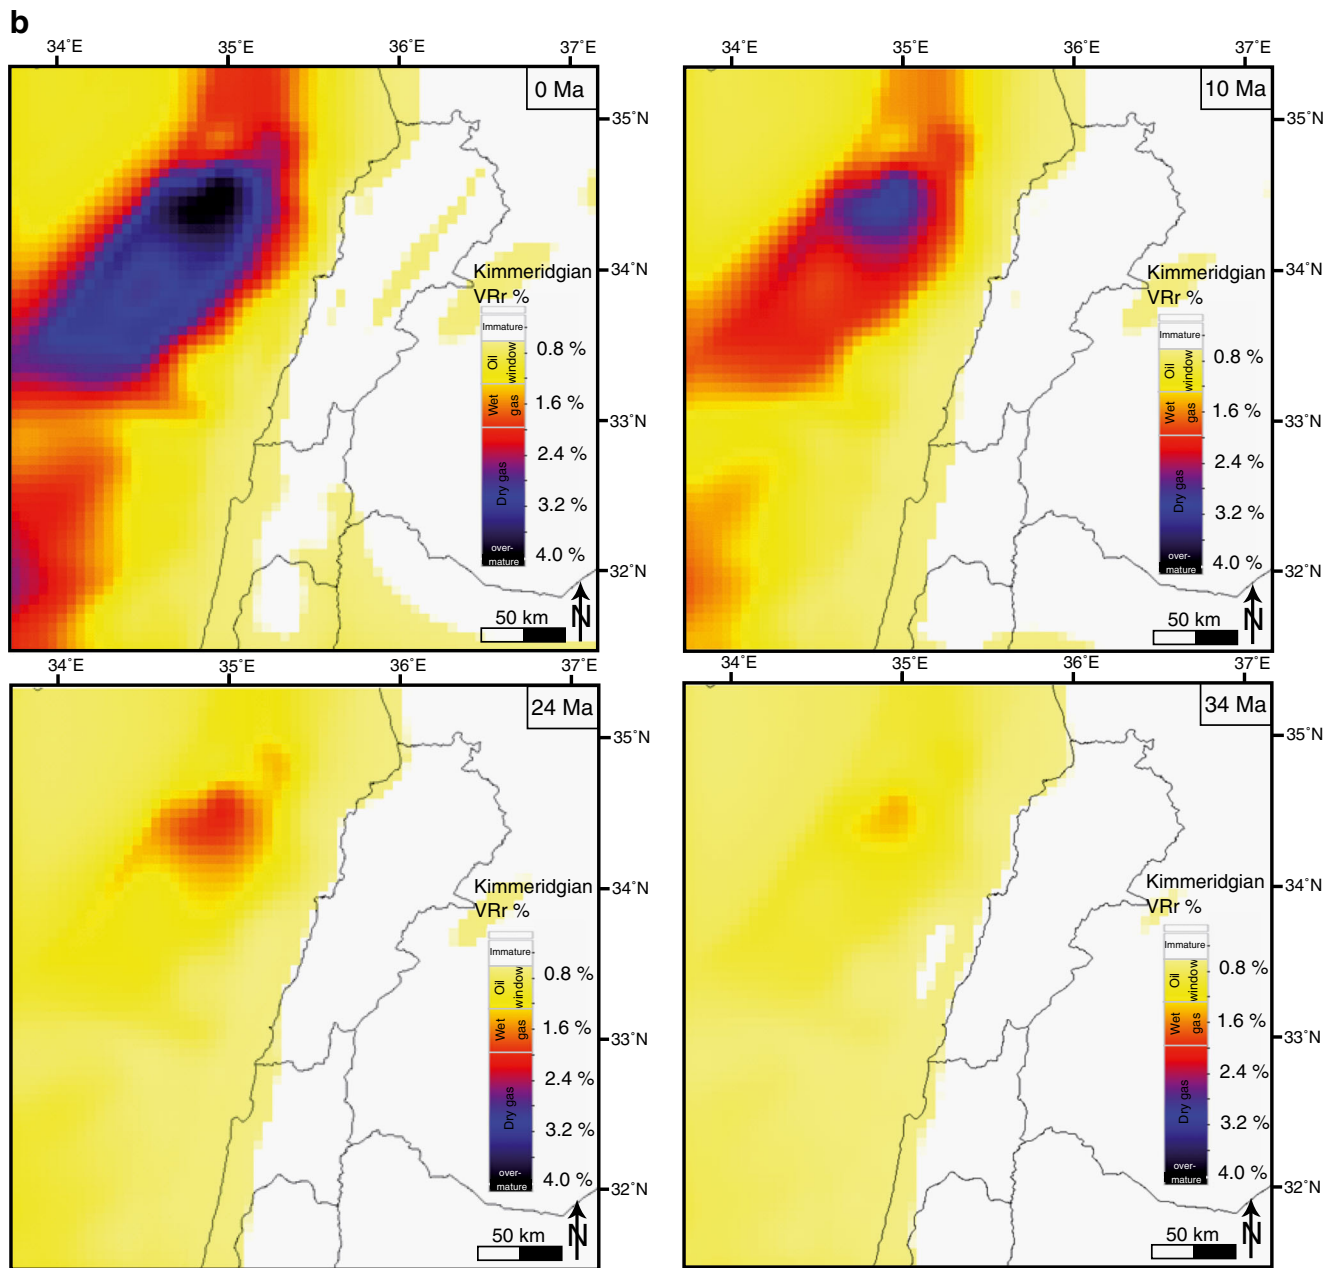 b
34°E 35°E 36°E 37°E
0 Ma
35°N
34°N
33°N
32°N
Kimmeridgian
VRr %
Immature
Oil window
Wet gas
Dry gas
over-
mature
0.8 %
1.6 %
2.4 %
3.2 %
4.0 %
50 km
N
34°E 35°E 36°E 37°E
10 Ma
35°N
34°N
33°N
32°N
Kimmeridgian
VRr %
Immature
Oil window
Wet gas
Dry gas
over-
mature
0.8 %
1.6 %
2.4 %
3.2 %
4.0 %
50 km
N
34°E 35°E 36°E 37°E
24 Ma
35°N
34°N
33°N
32°N
Kimmeridgian
VRr %
Immature
Oil window
Wet gas
Dry gas
over-
mature
0.8 %
1.6 %
2.4 %
3.2 %
4.0 %
50 km
N
34°E 35°E 36°E 37°E
34 Ma
35°N
34°N
33°N
32°N
Kimmeridgian
VRr %
Immature
Oil window
Wet gas
Dry gas
over-
mature
0.8 %
1.6 %
2.4 %
3.2 %
4.0 %
50 km
N